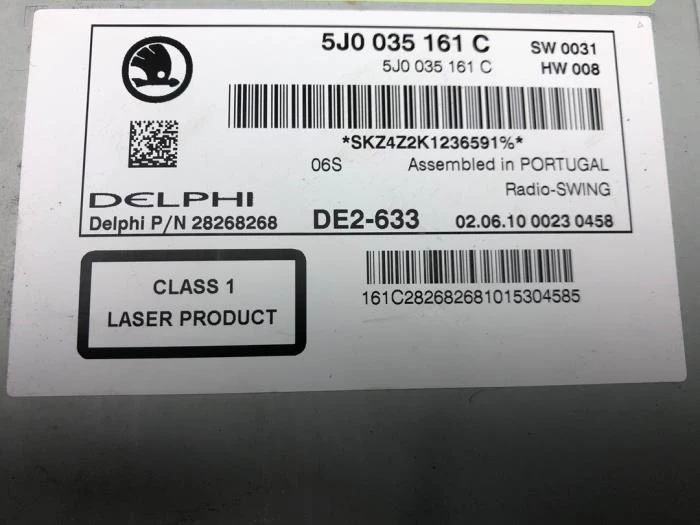 5J0 035 161 C SW 0031
5J0 035 161 C HW 008
*SKZ4Z2K1236591%*
06S Assembled in PORTUGAL
Radio-SWING
DELPHI
Delphi P/N 28268268 DE2-633 02.06.10 0023 0458
CLASS 1
LASER PRODUCT
161C282682681015304585